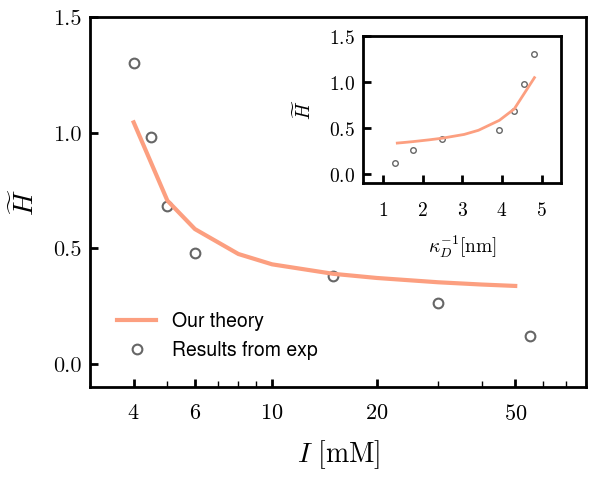 1.5
1.0
0.5
0.0
H̃
4 6 10 20 50
I [mM]
Our theory
Results from exp
1.5
1.0
0.5
0.0
H̃
1 2 3 4 5
κ_D^{-1}[nm]